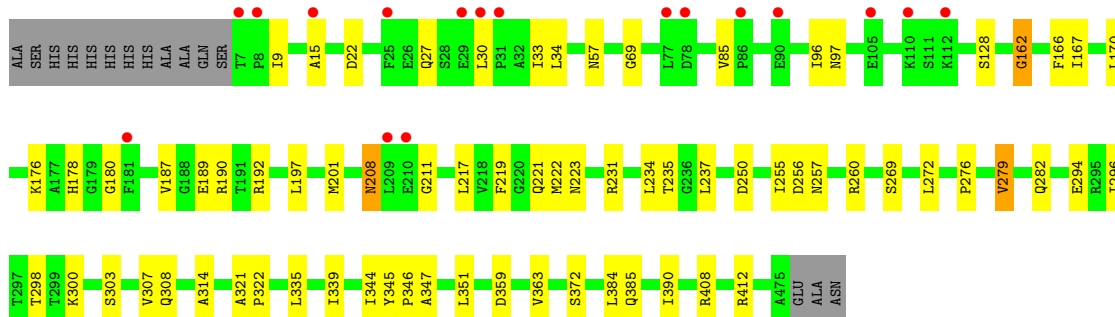 ALA SER HIS HIS HIS HIS HIS HIS ALA ALA GLN SER T7 P8 I9 A15 D22 F25 E26 Q27 S28 E29 L30 P31 A32 I33 L34 N57 G69 L77 D78 V85 P86 E90 I96 N97 E105 K110 S111 K112 S128 G162 F166 I167
K176 A177 H178 G179 G180 F181 V187 G188 E189 R190 T191 R192 L197 M201 N208 L209 E210 G211 L217 V218 F219 G220 Q221 M222 N223 R231 L234 T235 G236 L237 D250 I255 D256 N257 R260 S269 L272 P276 V279 Q282 E294 R295
T297 T298 T299 K300 S303 V307 Q308 A314 A321 P322 L335 I339 I344 Y345 P346 A347 L351 D359 V363 S372 L384 Q385 I390 R408 R412 A475 GLU ALA ASN